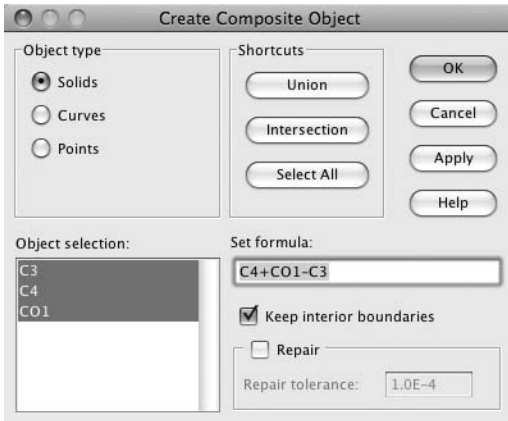 Create Composite Object
Object type
Solids
Curves
Points
Shortcuts
Union
Intersection
Select All
OK
Cancel
Apply
Help
Object selection:
C3
C4
CO1
Set formula:
C4+CO1-C3
Keep interior boundaries
Repair
Repair tolerance:
1.0E-4